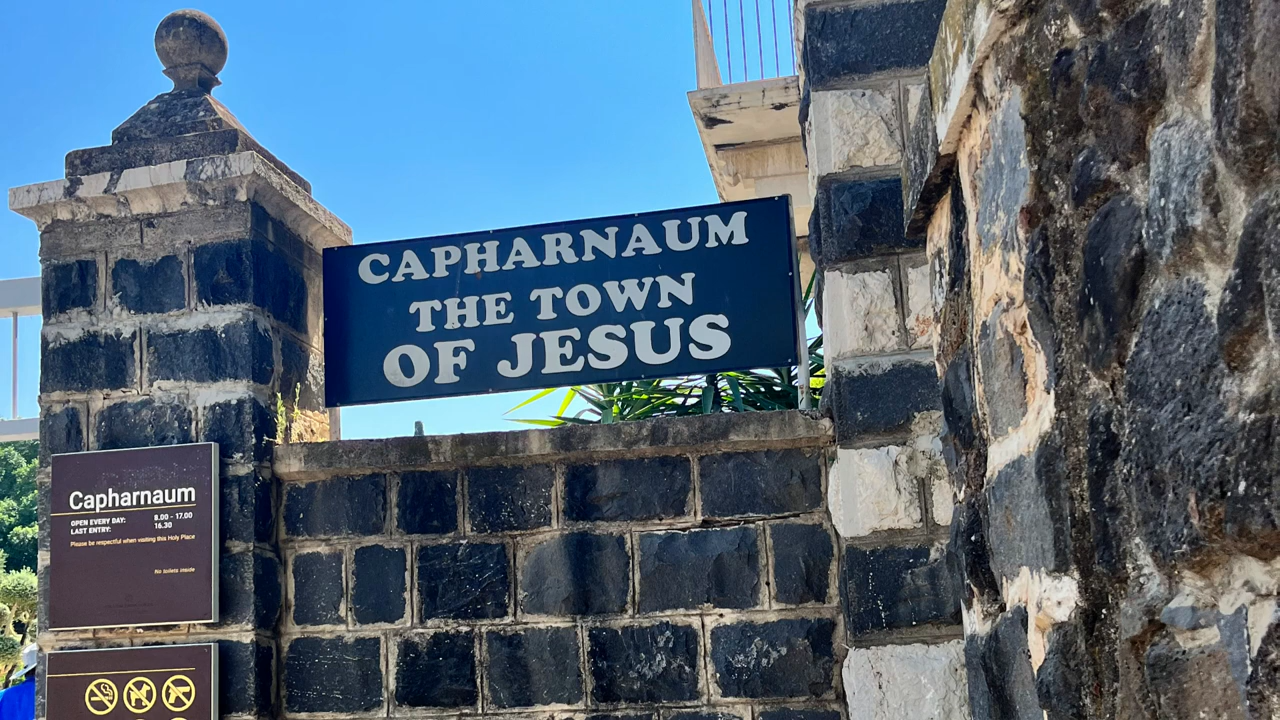 CAPHARNAUM
THE TOWN
OF JESUS
Capharnaum
OPEN EVERY DAY: 8.00 - 17.00
LAST ENTRY: 16.30
Please be respectful when visiting this Holy Place
No toilets inside